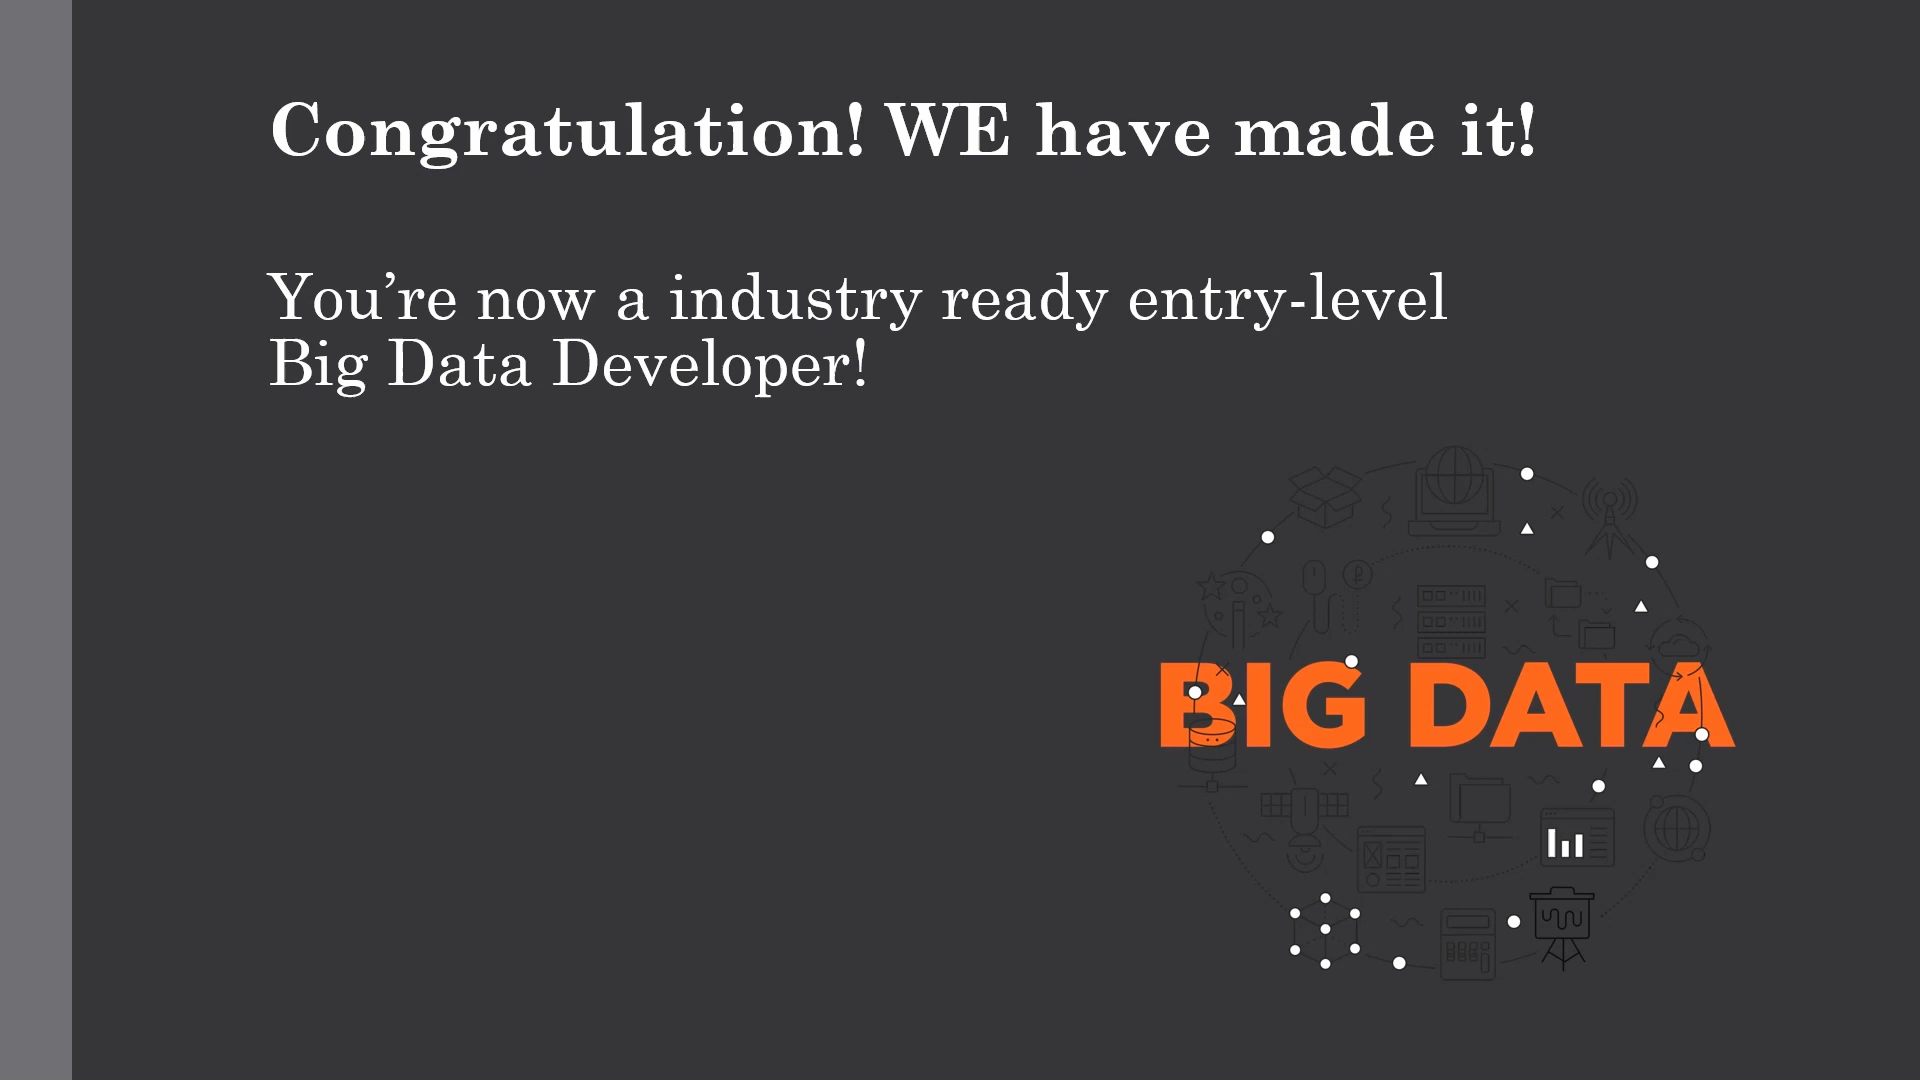 Congratulation! WE have made it!
You’re now a industry ready entry-level
Big Data Developer!
BIG DATA